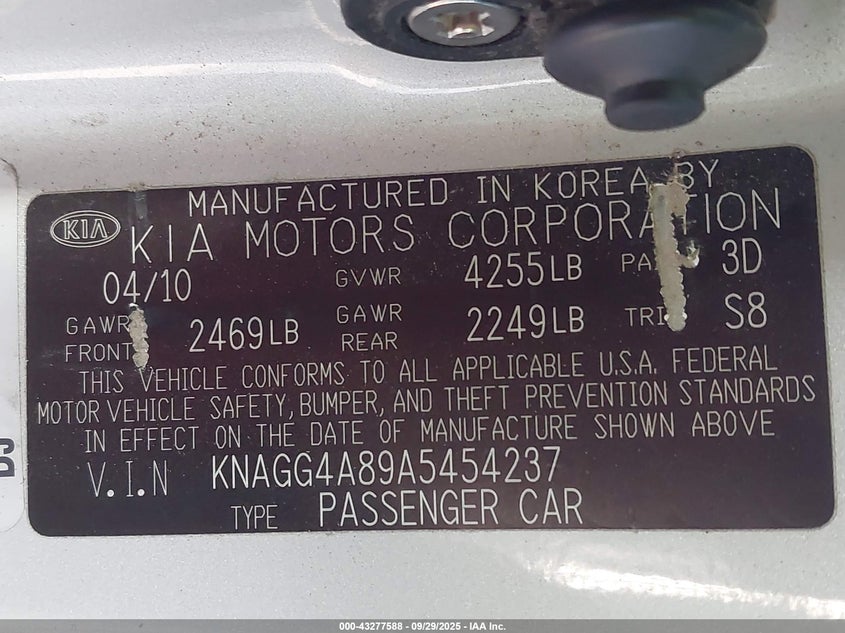 MANUFACTURED IN KOREA BY
KIA KIA MOTORS CORPORATION
04/10 GVWR 4255LB 3D
GAWR FRONT 2469LB GAWR REAR 2249LB S8
THIS VEHICLE CONFORMS TO ALL APPLICABLE U.S.A. FEDERAL
MOTOR VEHICLE SAFETY, BUMPER, AND THEFT PREVENTION STANDARDS
IN EFFECT ON THE DATE OF MANUFACTURE SHOWN ABOVE
V.I.N KNAGG4A89A5454237
TYPE PASSENGER CAR
000-43277588 - 09/29/2025 - IAA Inc.